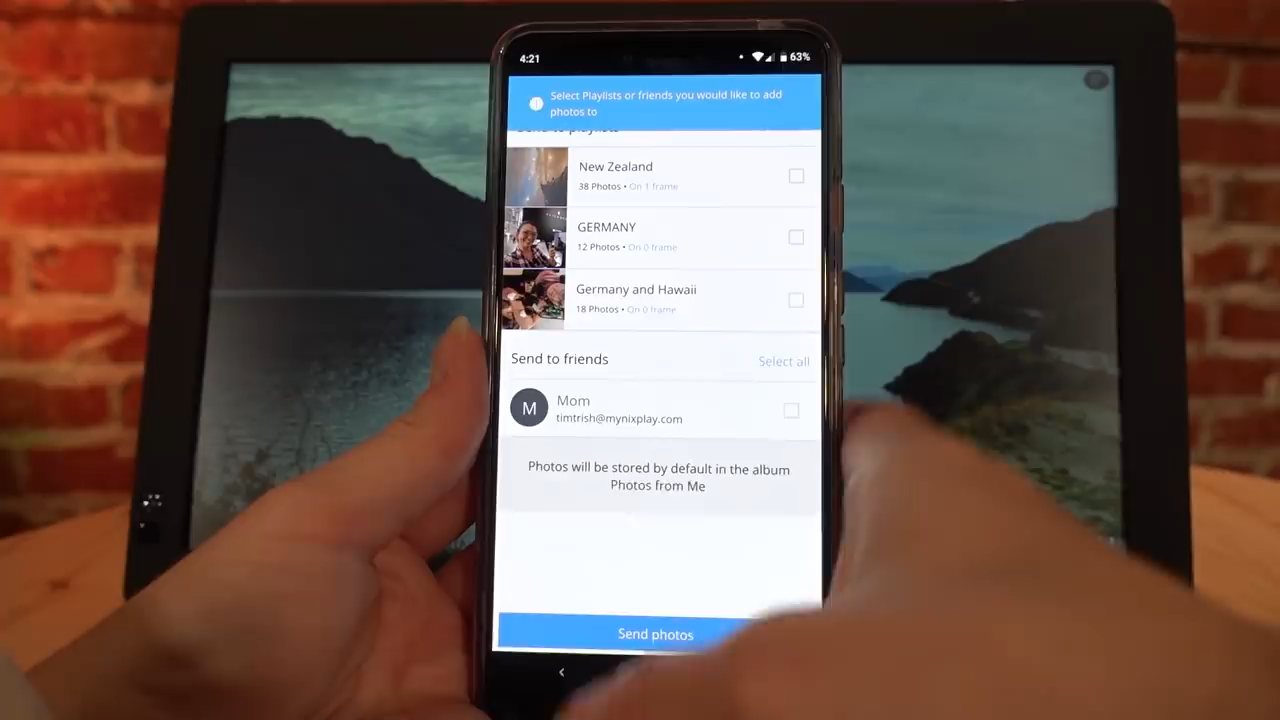 4:21
63%
Select Playlists or friends you would like to add
photos to
Send to playlists
New Zealand
38 Photos • On 1 frame
GERMANY
12 Photos • On 0 frame
Germany and Hawaii
18 Photos • On 0 frame
Send to friends
Select all
M
Mom
timtrish@mynixplay.com
Photos will be stored by default in the album
Photos from Me
Send photos